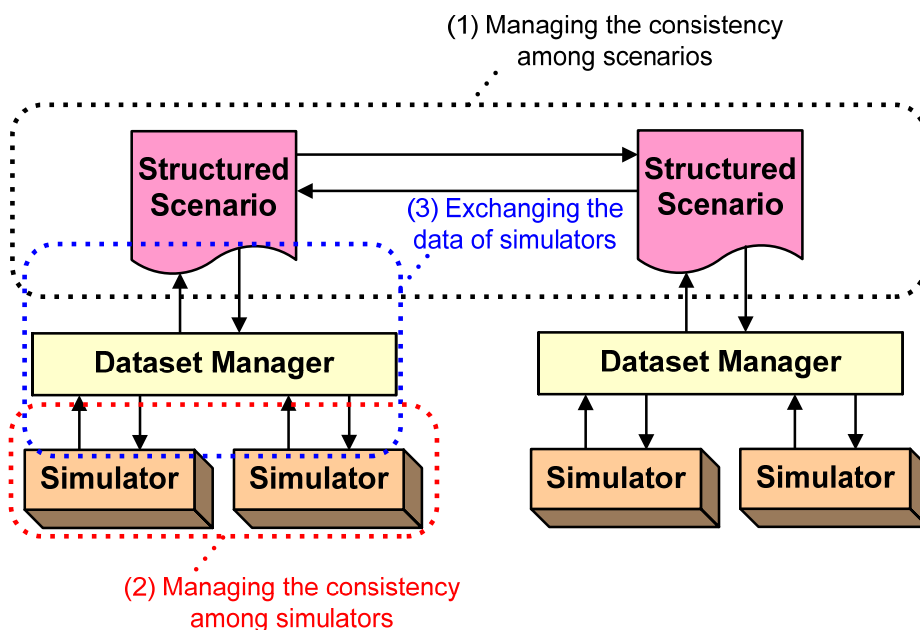 (1) Managing the consistency
among scenarios
Structured
Scenario
Structured
Scenario
(3) Exchanging the
data of simulators
Dataset Manager
Dataset Manager
Simulator
Simulator
Simulator
Simulator
(2) Managing the consistency
among simulators